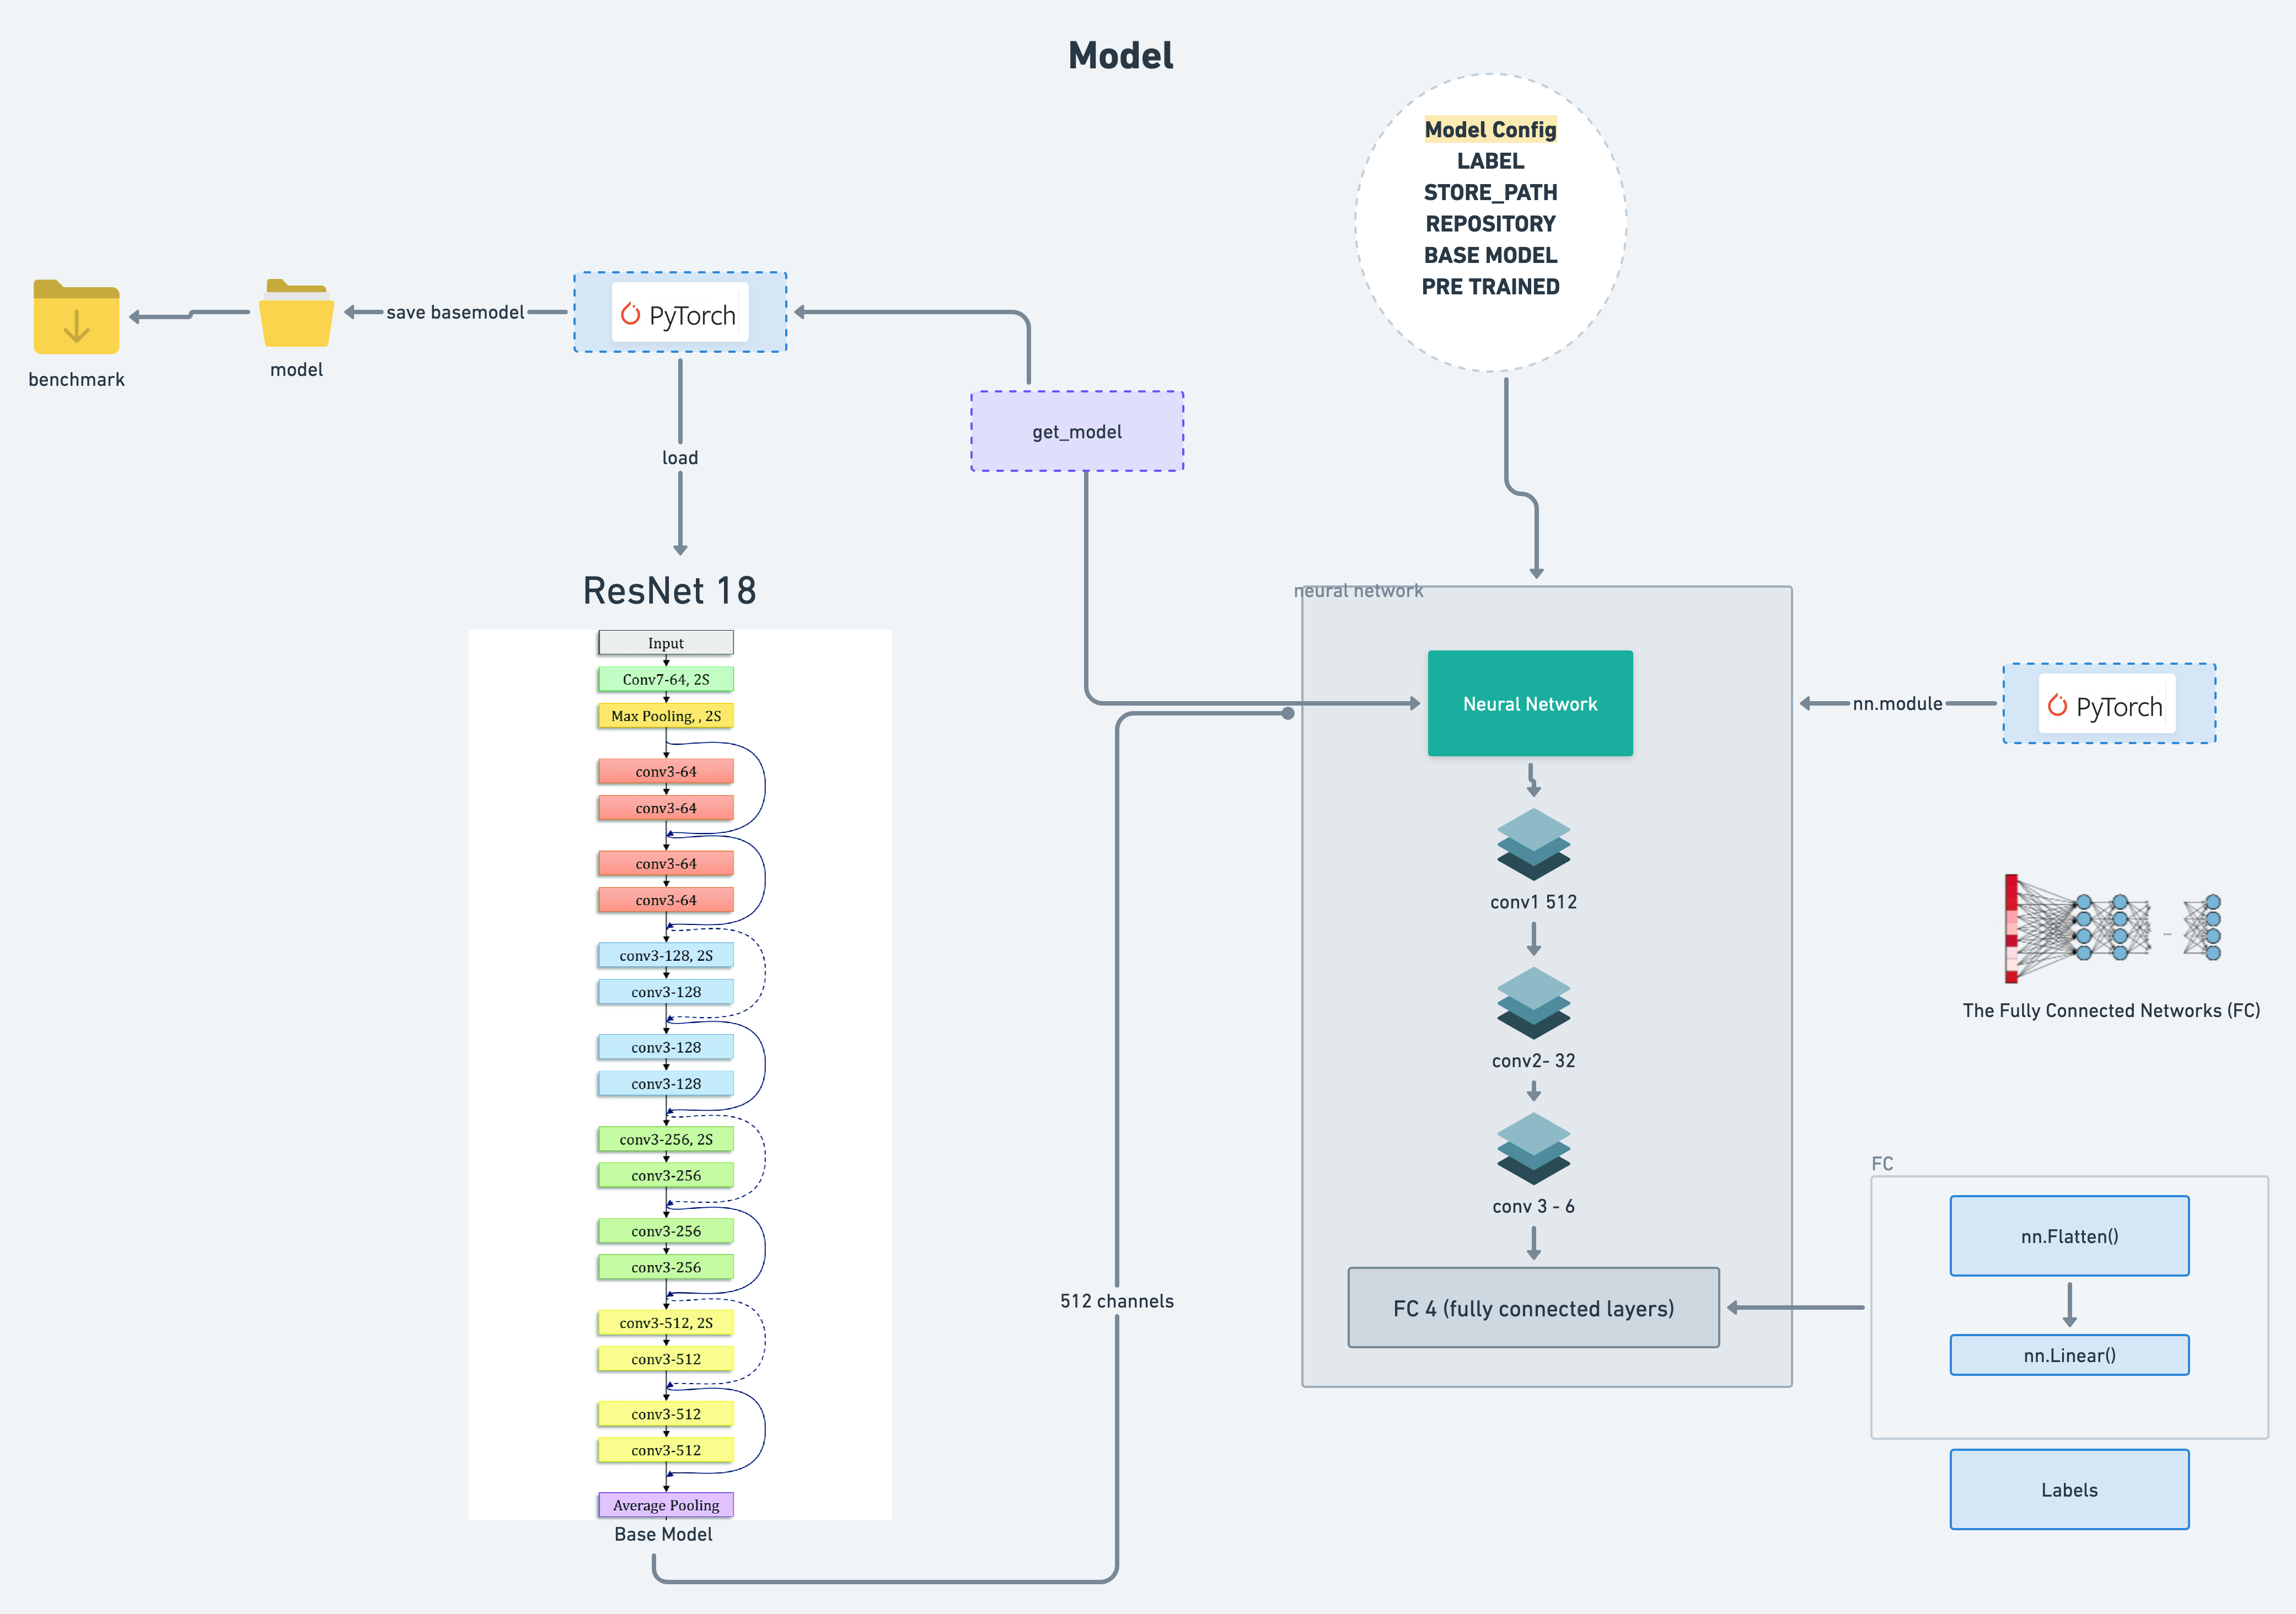 Model
Model Config
LABEL
STORE_PATH
REPOSITORY
BASE MODEL
PRE TRAINED
benchmark
model
save basemodel
PyTorch
get_model
load
ResNet 18
Input
Conv7-64, 2S
Max Pooling, , 2S
conv3-64
conv3-64
conv3-64
conv3-64
conv3-128, 2S
conv3-128
conv3-128
conv3-128
conv3-256, 2S
conv3-256
conv3-256
conv3-256
conv3-512, 2S
conv3-512
conv3-512
conv3-512
Average Pooling
Base Model
512 channels
neural network
Neural Network
conv1 512
conv2- 32
conv 3 - 6
FC 4 (fully connected layers)
nn.module
PyTorch
...
The Fully Connected Networks (FC)
FC
nn.Flatten()
nn.Linear()
Labels